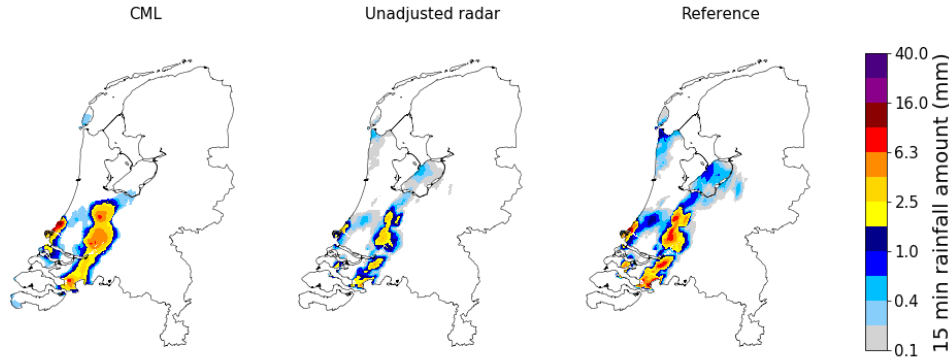 CML
Unadjusted radar
Reference
40.0
16.0
6.3
2.5
1.0
0.4
0.1
15 min rainfall amount (mm)